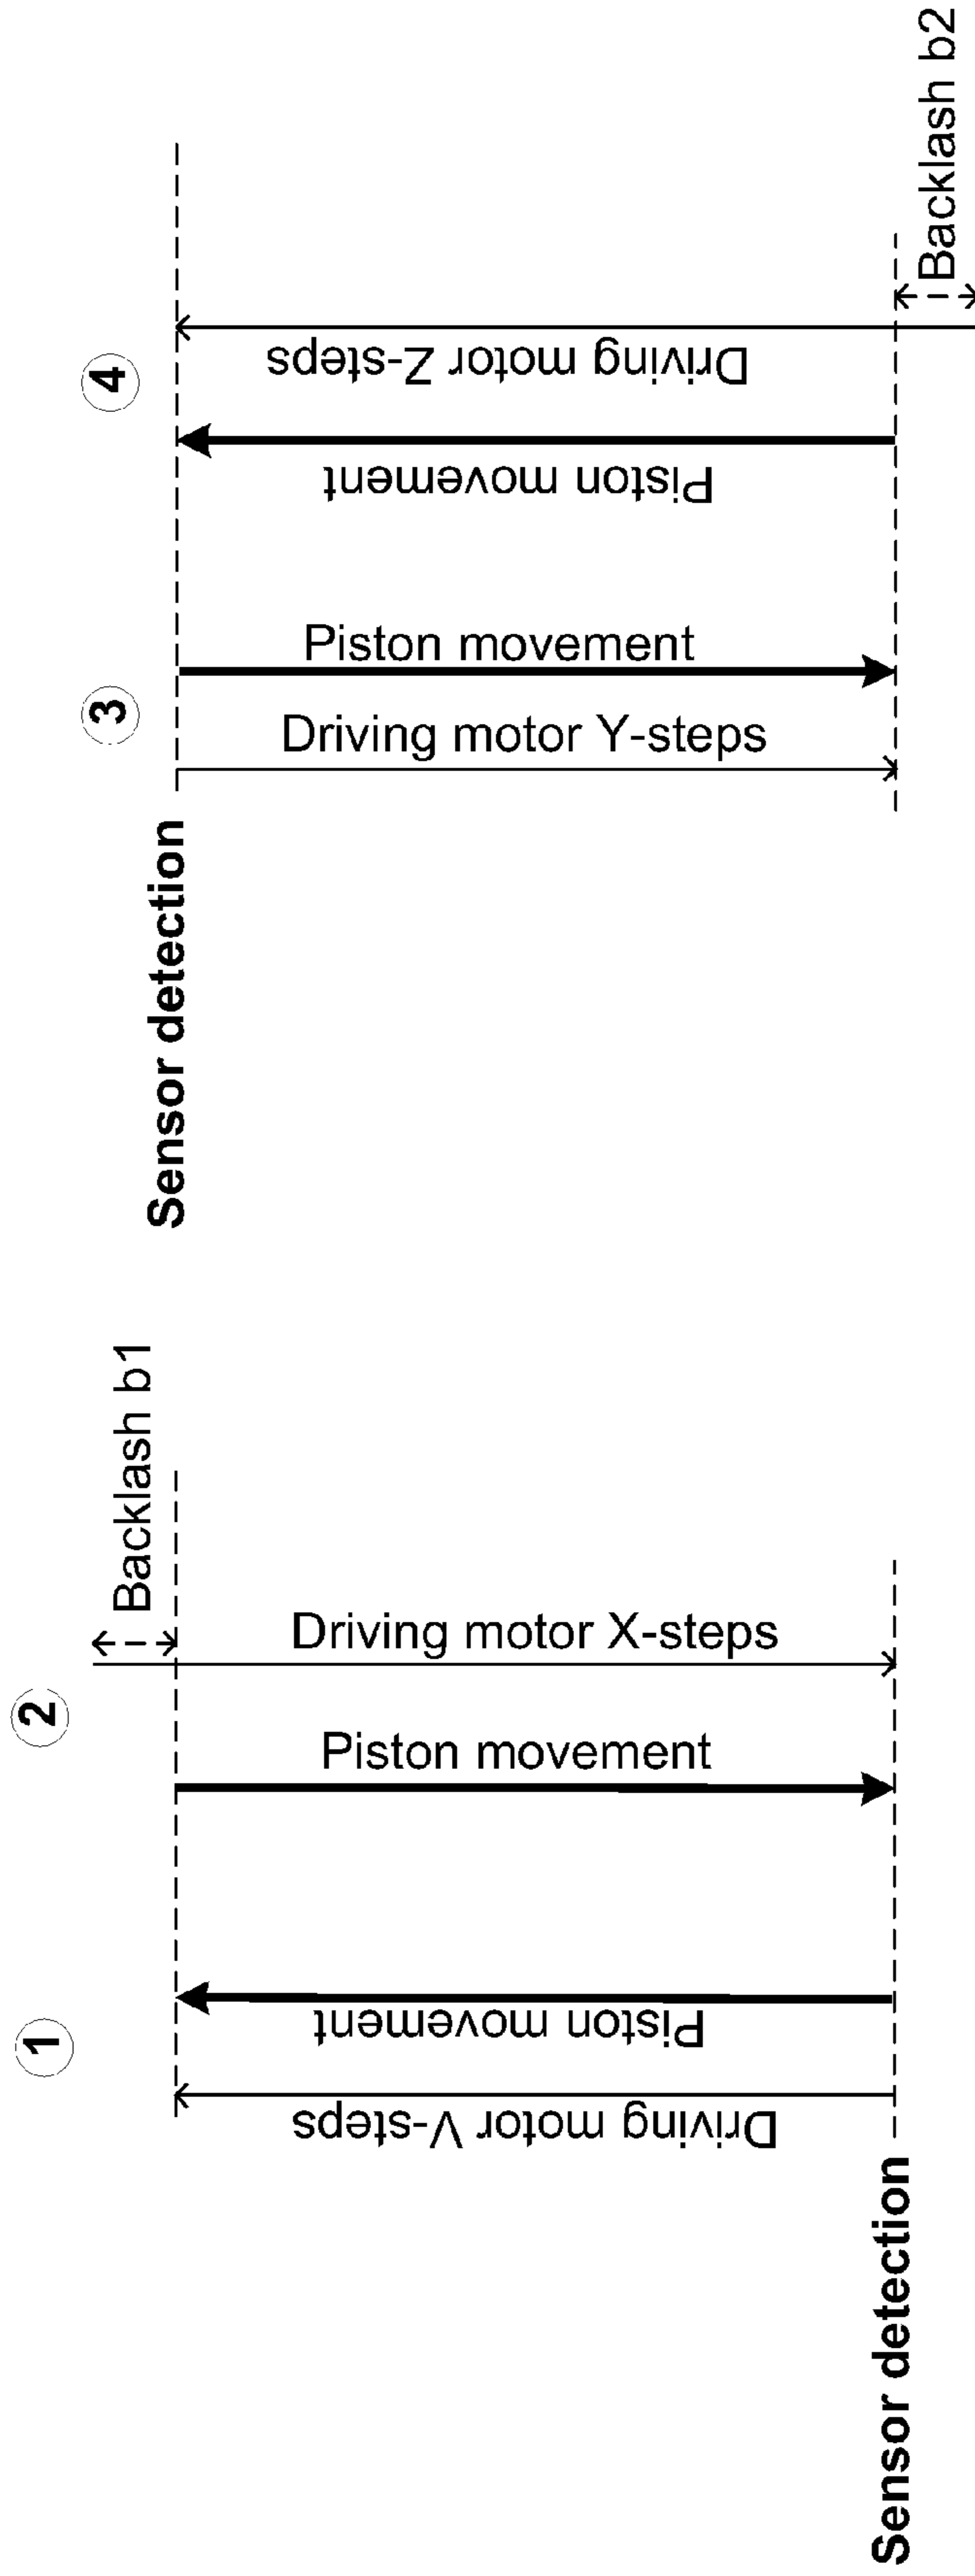 1
Driving motor V-steps
Piston movement
2
Piston movement
Driving motor X-steps
Backlash b1
Sensor detection
3
Driving motor Y-steps
Piston movement
4
Piston movement
Driving motor Z-steps
Backlash b2
Sensor detection